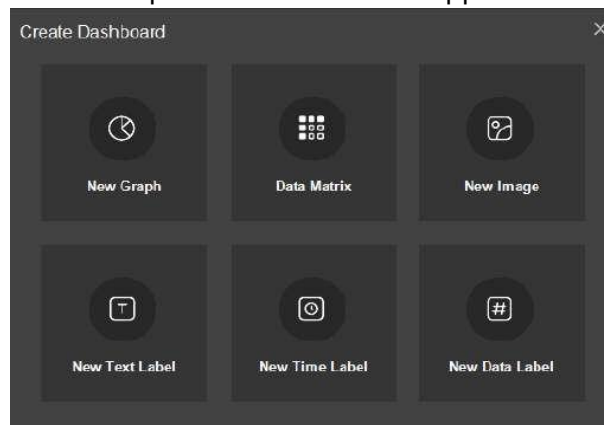 Create Dashboard
New Graph
Data Matrix
New Image
New Text Label
New Time Label
New Data Label